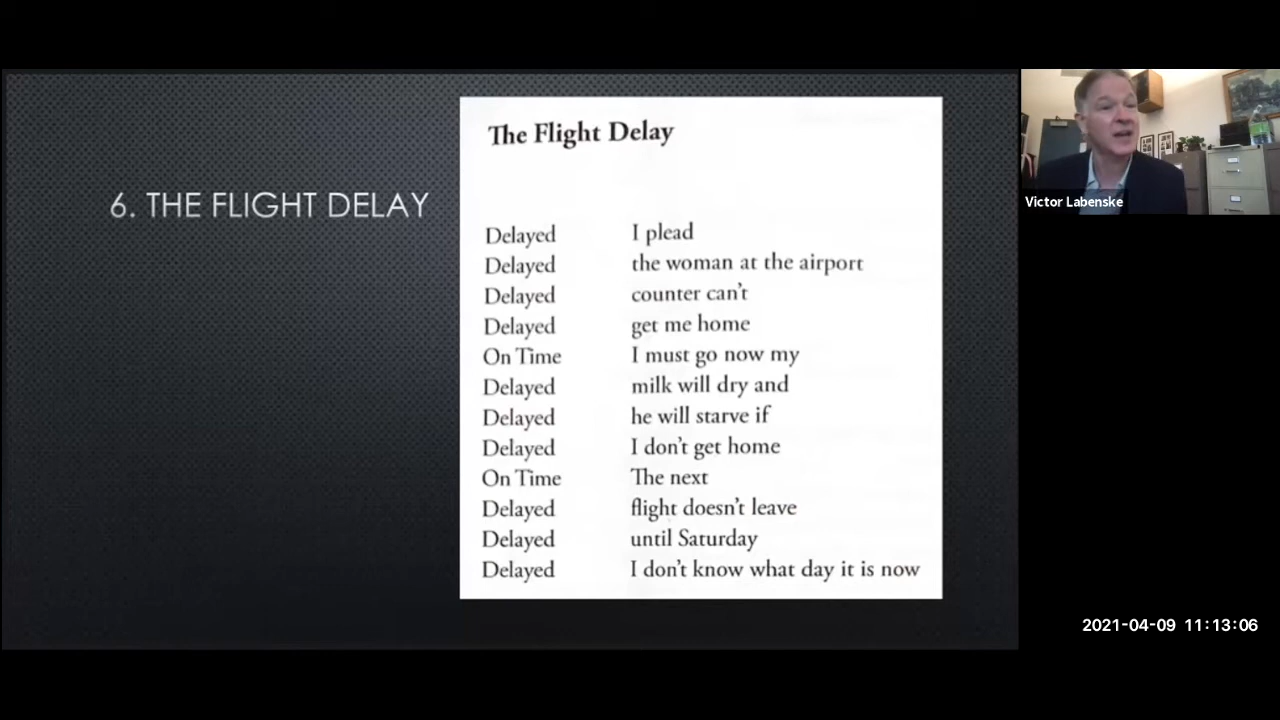 6. THE FLIGHT DELAY
The Flight Delay
Delayed I plead
Delayed the woman at the airport
Delayed counter can't
Delayed get me home
On Time I must go now my
Delayed milk will dry and
Delayed he will starve if
Delayed I don't get home
On Time The next
Delayed flight doesn't leave
Delayed until Saturday
Delayed I don't know what day it is now
Victor Labenske
2021-04-09 11:13:06